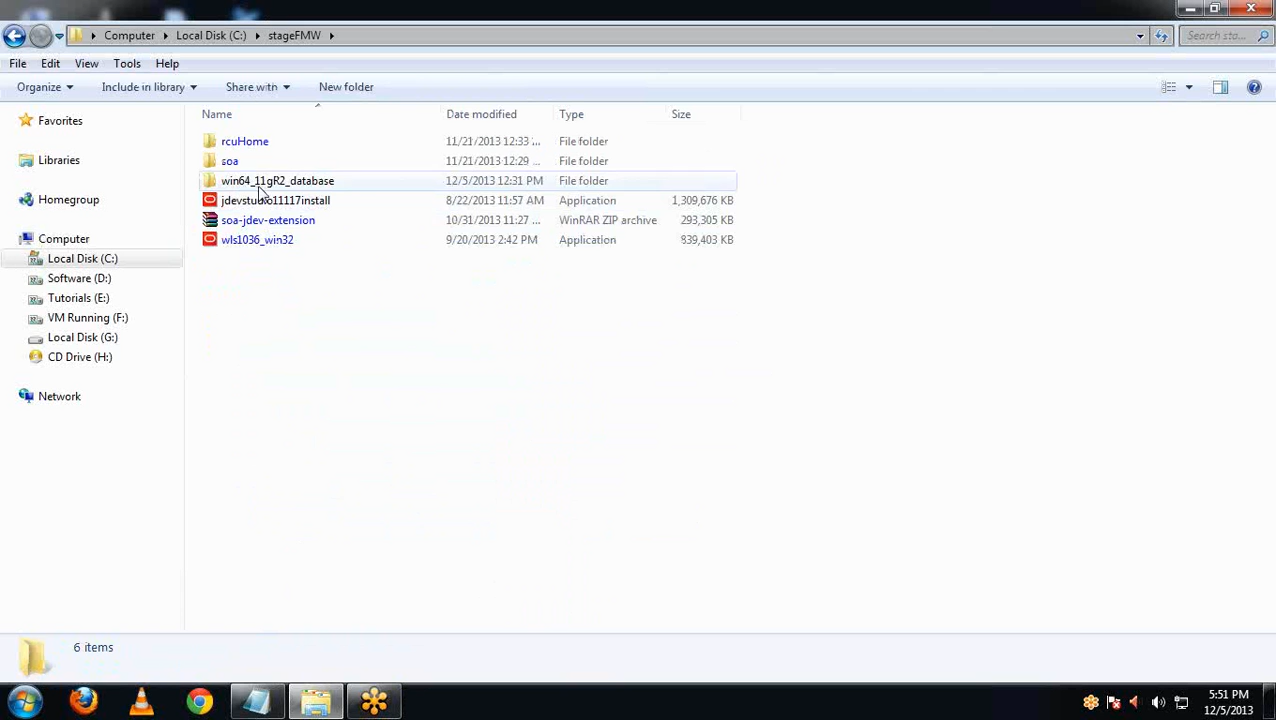 Computer Local Disk (C:) stageFMW Search sta...
File Edit View Tools Help
Organize Include in library Share with New folder
Name Date modified Type Size
Favorites
Libraries
Homegroup
Computer
Local Disk (C:)
Software (D:)
Tutorials (E:)
VM Running (F:)
Local Disk (G:)
CD Drive (H:)
Network
rcuHome 11/21/2013 12:33 ... File folder
soa 11/21/2013 12:29 ... File folder
win64_11gR2_database 12/5/2013 12:31 PM File folder
jdevstudio11117install 8/22/2013 11:57 AM Application 1,309,676 KB
soa-jdev-extension 10/31/2013 11:27 ... WinRAR ZIP archive 293,305 KB
wls1036_win32 9/20/2013 2:42 PM Application 839,403 KB
6 items
5:51 PM
12/5/2013